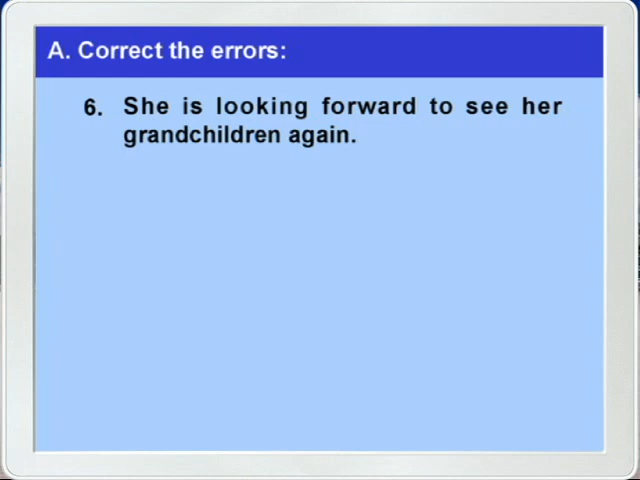 A. Correct the errors:
6. She is looking forward to see her
grandchildren again.